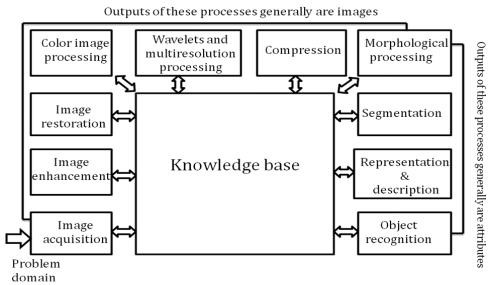 Outputs of these processes generally are images
Color image
processing
Wavelets and
multiresolution
processing
Compression
Morphological
processing
Image
restoration
Segmentation
Knowledge base
Image
enhancement
Representation
&
description
Image
acquisition
Object
recognition
Problem
domain
Outputs of these processes generally are attributes